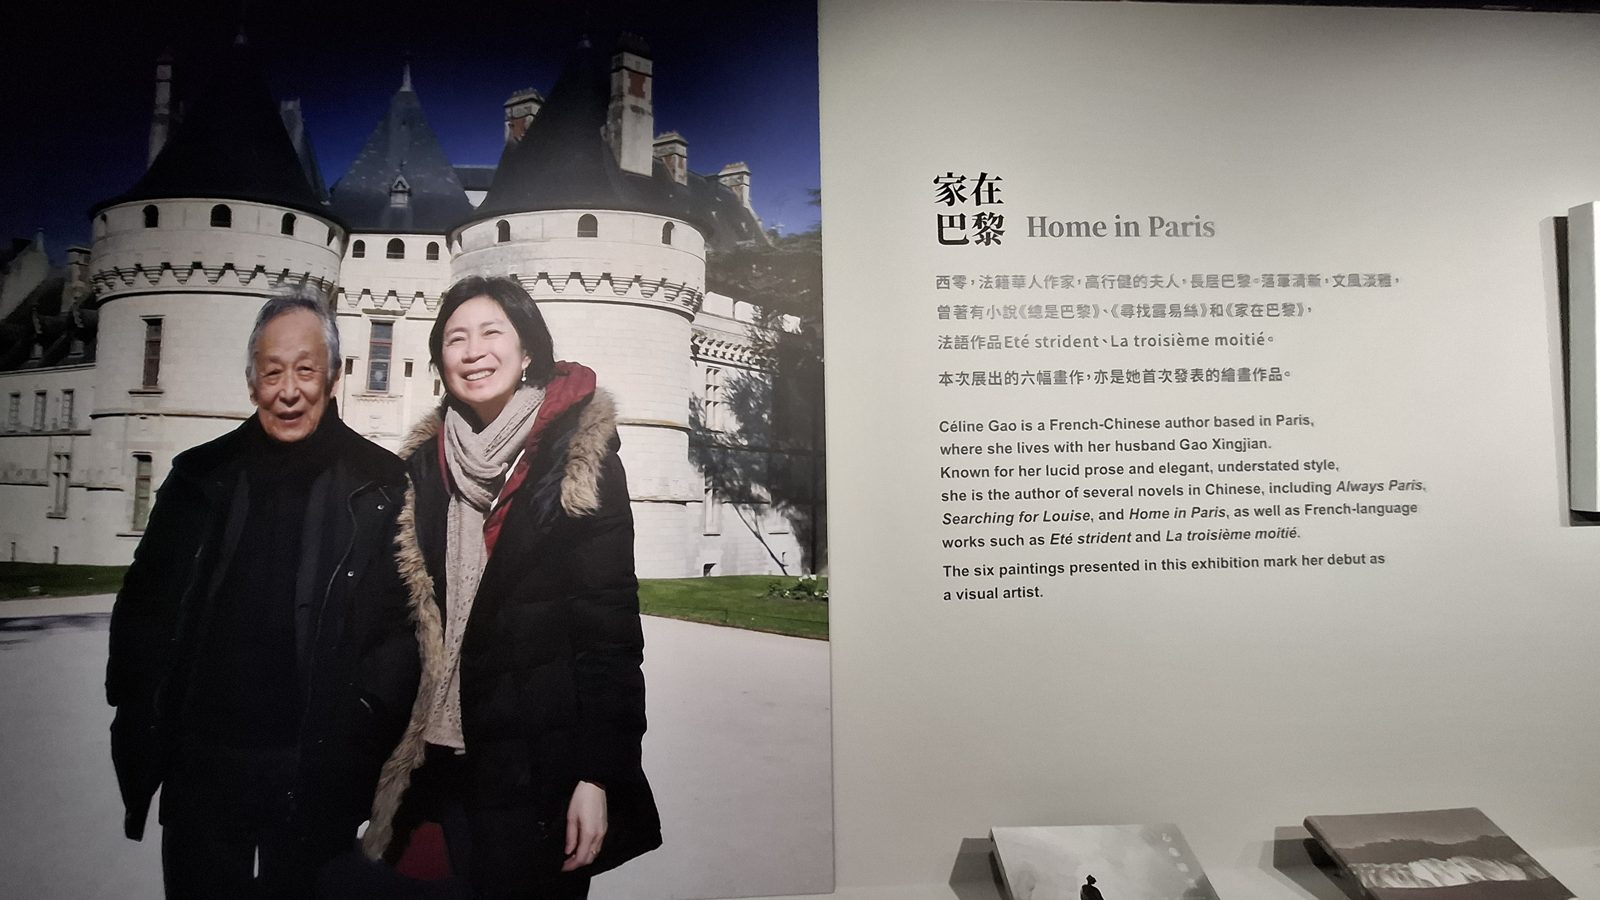 家在
巴黎 Home in Paris
西零，法籍華人作家，高行健的夫人，長居巴黎。落筆清新，文風淡雅，
曾著有小說《總是巴黎》、《尋找露易絲》和《家在巴黎》，
法語作品Eté strident、La troisième moitié。
本次展出的六幅畫作，亦是她首次發表的繪畫作品。
Céline Gao is a French-Chinese author based in Paris,
where she lives with her husband Gao Xingjian.
Known for her lucid prose and elegant, understated style,
she is the author of several novels in Chinese, including Always Paris,
Searching for Louise, and Home in Paris, as well as French-language
works such as Eté strident and La troisième moitié.
The six paintings presented in this exhibition mark her debut as
a visual artist.